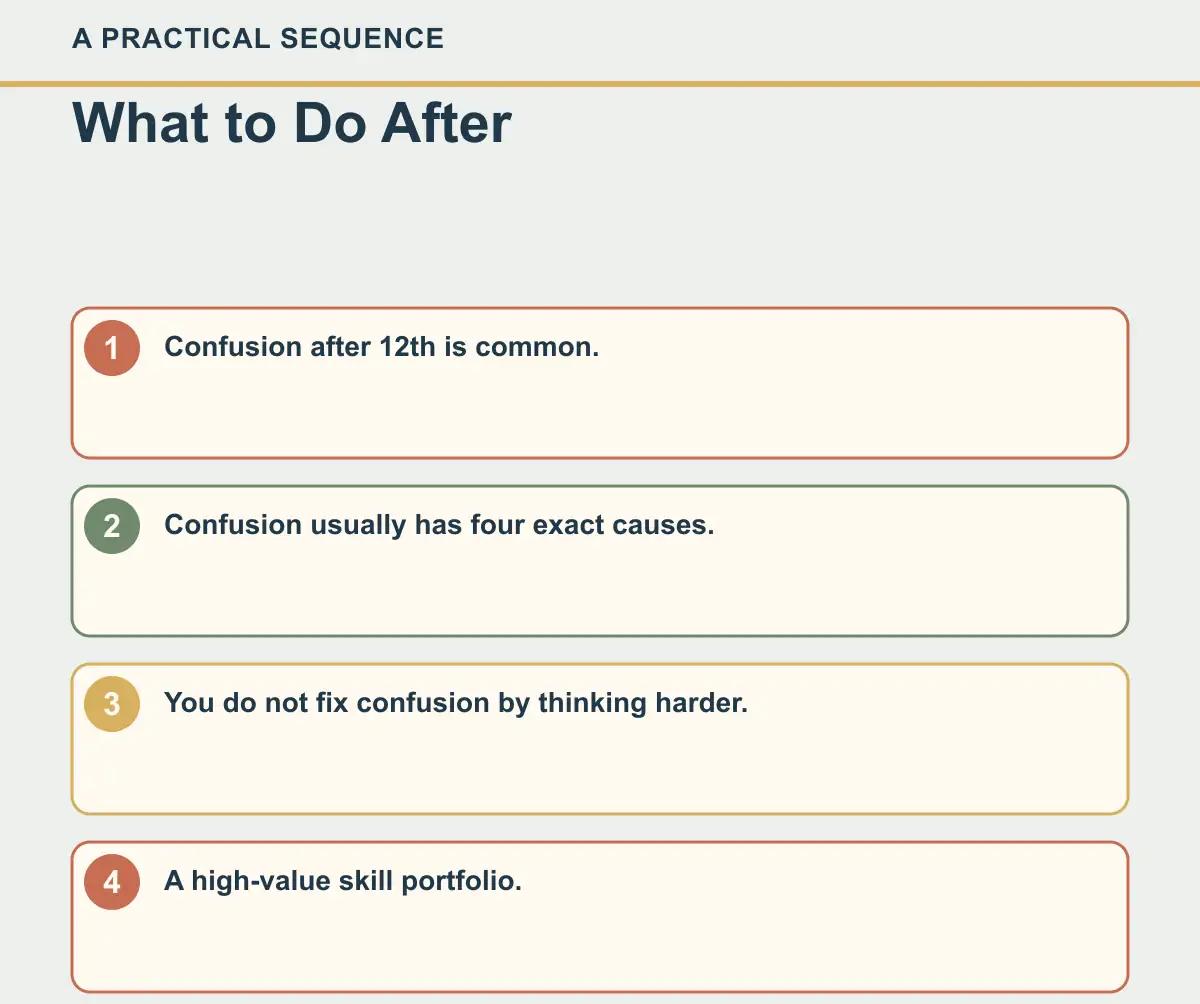 A PRACTICAL SEQUENCE
What to Do After
1 Confusion after 12th is common.
2 Confusion usually has four exact causes.
3 You do not fix confusion by thinking harder.
4 A high-value skill portfolio.